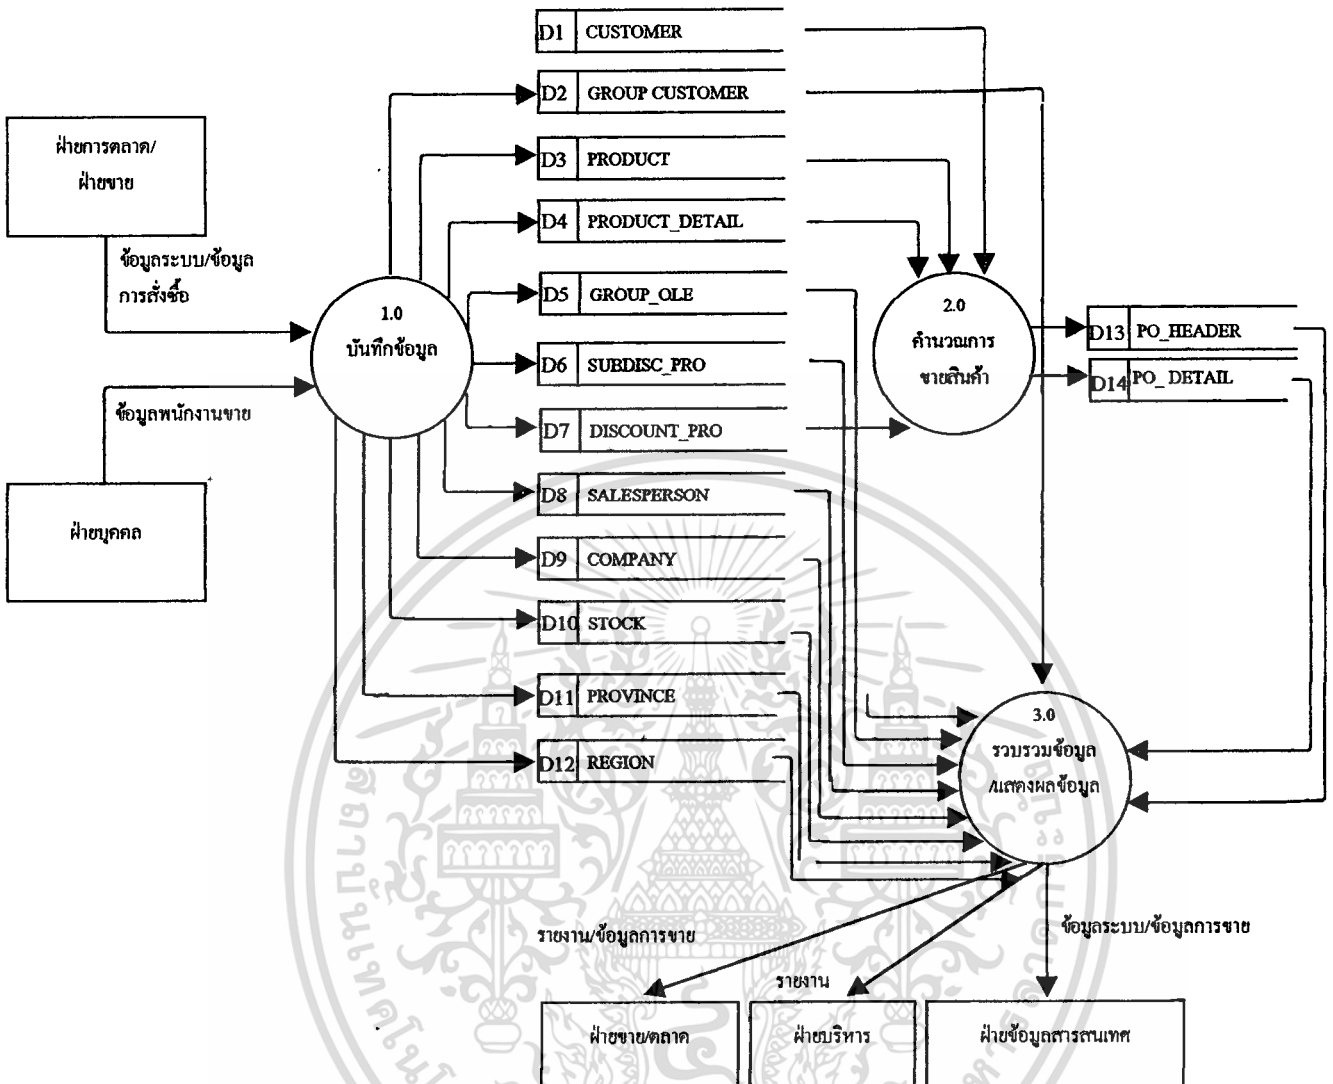 D1 CUSTOMER
D2 GROUP CUSTOMER
D3 PRODUCT
D4 PRODUCT_DETAIL
D5 GROUP_OLE
D6 SUBDISC_PRO
D7 DISCOUNT_PRO
D8 SALESPERSON
D9 COMPANY
D10 STOCK
D11 PROVINCE
D12 REGION
ฝ่ายการตลาด/
ฝ่ายขาย
ข้อมูลระบบ/ข้อมูล
การสั่งซื้อ
1.0
บันทึกข้อมูล
ข้อมูลพนักงานขาย
ฝ่ายบุคคล
2.0
คำนวณการ
ขายสินค้า
D13 PO_HEADER
D14 PO_ DETAIL
3.0
รวบรวมข้อมูล
/แสดงผลข้อมูล
รายงาน/ข้อมูลการขาย
รายงาน
ข้อมูลระบบ/ข้อมูลการขาย
ฝ่ายขาย/ตลาด
ฝ่ายบริหาร
ฝ่ายข้อมูลสารสนเทศ